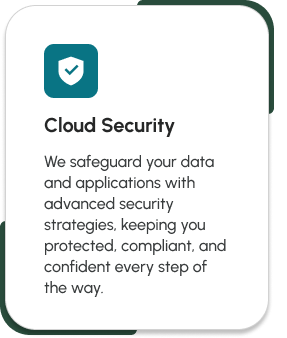 Cloud Security
We safeguard your data
and applications with
advanced security
strategies, keeping you
protected, compliant, and
confident every step of
the way.